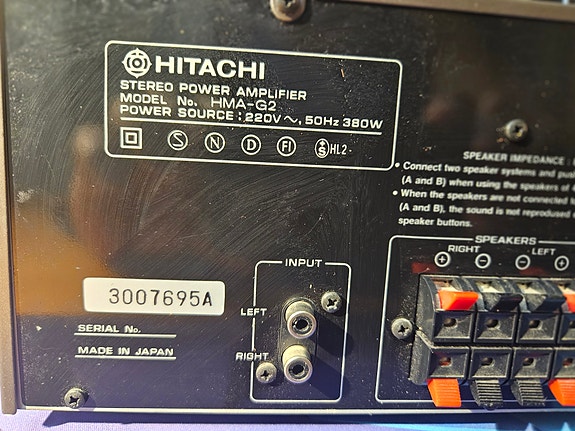 HITACHI
STEREO POWER AMPLIFIER
MODEL No. HMA-G2
POWER SOURCE : 220V ~, 50Hz 380W
S N D FI S HL2
SPEAKER IMPEDANCE :
• Connect two speaker systems and push
(A and B) when using the speakers of
• When the speakers are not connected
(A and B), the sound is not reproduced
speaker buttons.
SPEAKERS
RIGHT LEFT
+ - - +
INPUT
LEFT
RIGHT
3007695A
SERIAL No.
MADE IN JAPAN